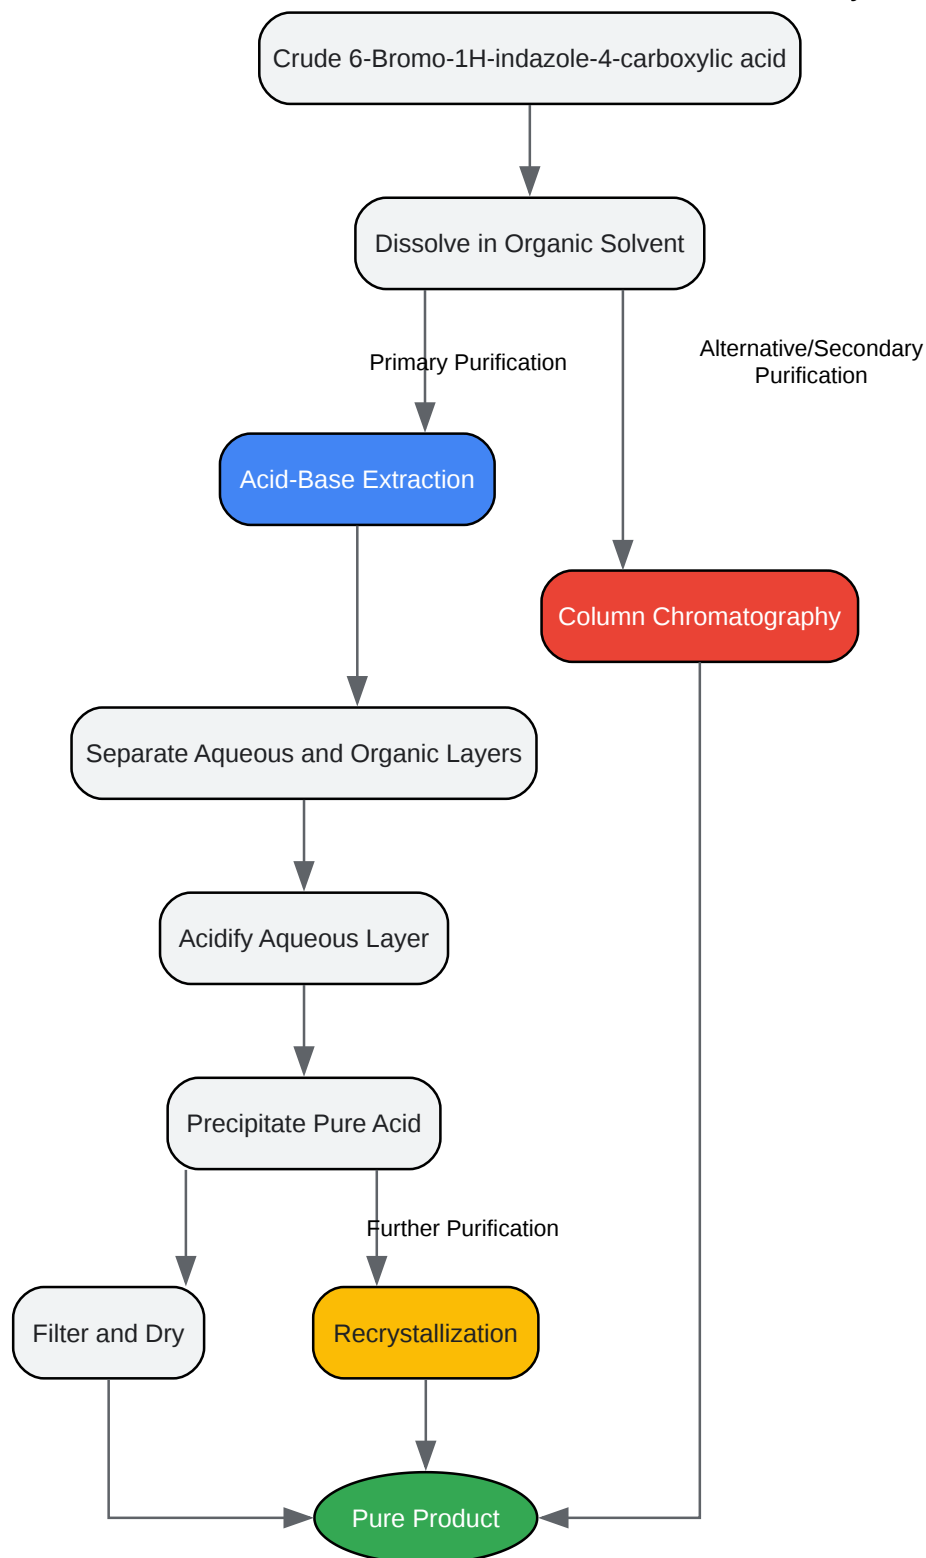 Crude 6-Bromo-1H-indazole-4-carboxylic acid
Dissolve in Organic Solvent
Primary Purification
Alternative/Secondary
Purification
Acid-Base Extraction
Column Chromatography
Separate Aqueous and Organic Layers
Acidify Aqueous Layer
Precipitate Pure Acid
Further Purification
Filter and Dry
Recrystallization
Pure Product